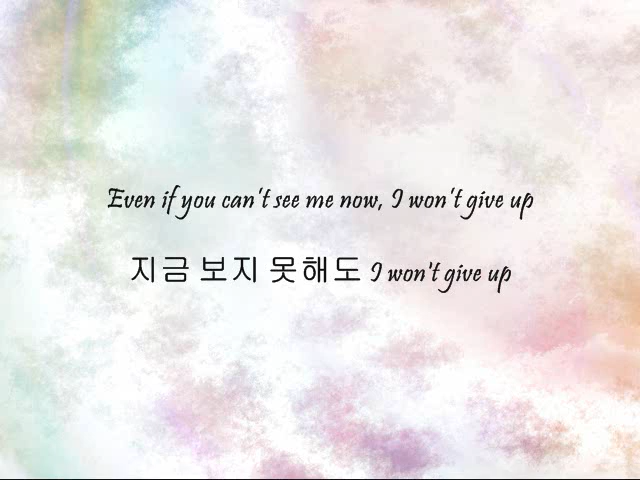 Even if you can't see me now, I won't give up
지금 보지 못해도 I won't give up